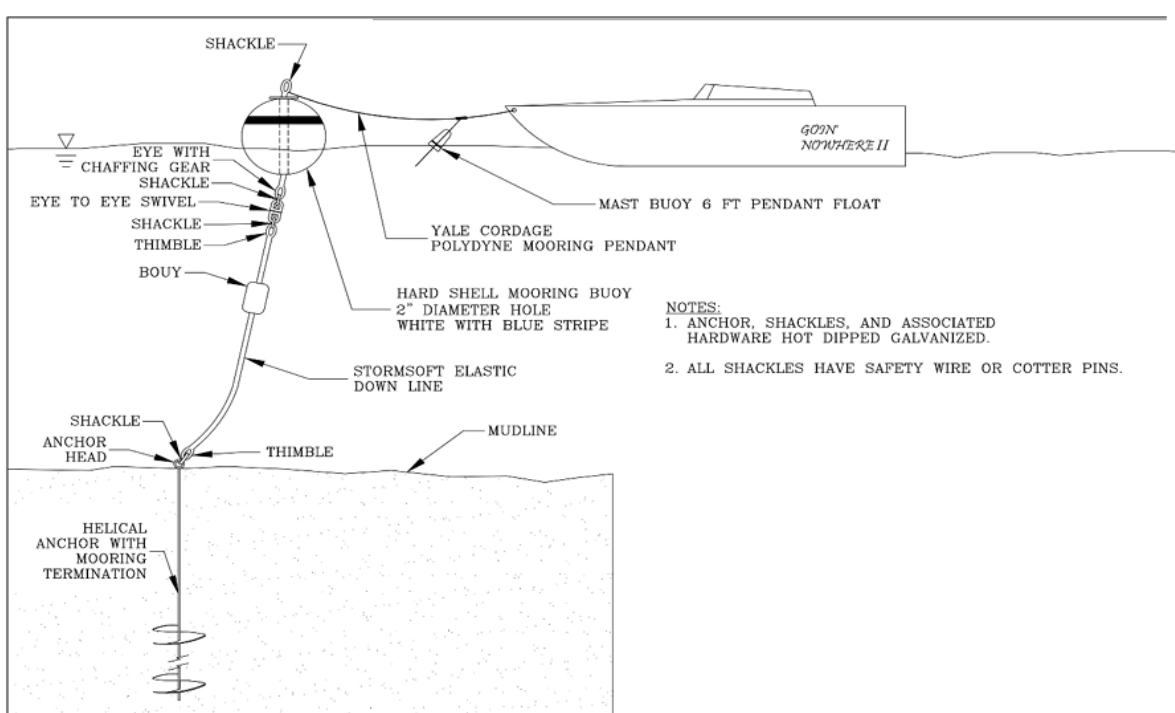 SHACKLE
GOIN'
NOWHERE II
EYE WITH
CHAFFING GEAR
SHACKLE
EYE TO EYE SWIVEL
SHACKLE
THIMBLE
BOUY
MAST BUOY 6 FT PENDANT FLOAT
YALE CORDAGE
POLYDYNE MOORING PENDANT
HARD SHELL MOORING BUOY
2" DIAMETER HOLE
WHITE WITH BLUE STRIPE
NOTES:
1. ANCHOR, SHACKLES, AND ASSOCIATED
HARDWARE HOT DIPPED GALVANIZED.
2. ALL SHACKLES HAVE SAFETY WIRE OR COTTER PINS.
STORMSOFT ELASTIC
DOWN LINE
SHACKLE
ANCHOR
HEAD
THIMBLE
MUDLINE
HELICAL
ANCHOR WITH
MOORING
TERMINATION